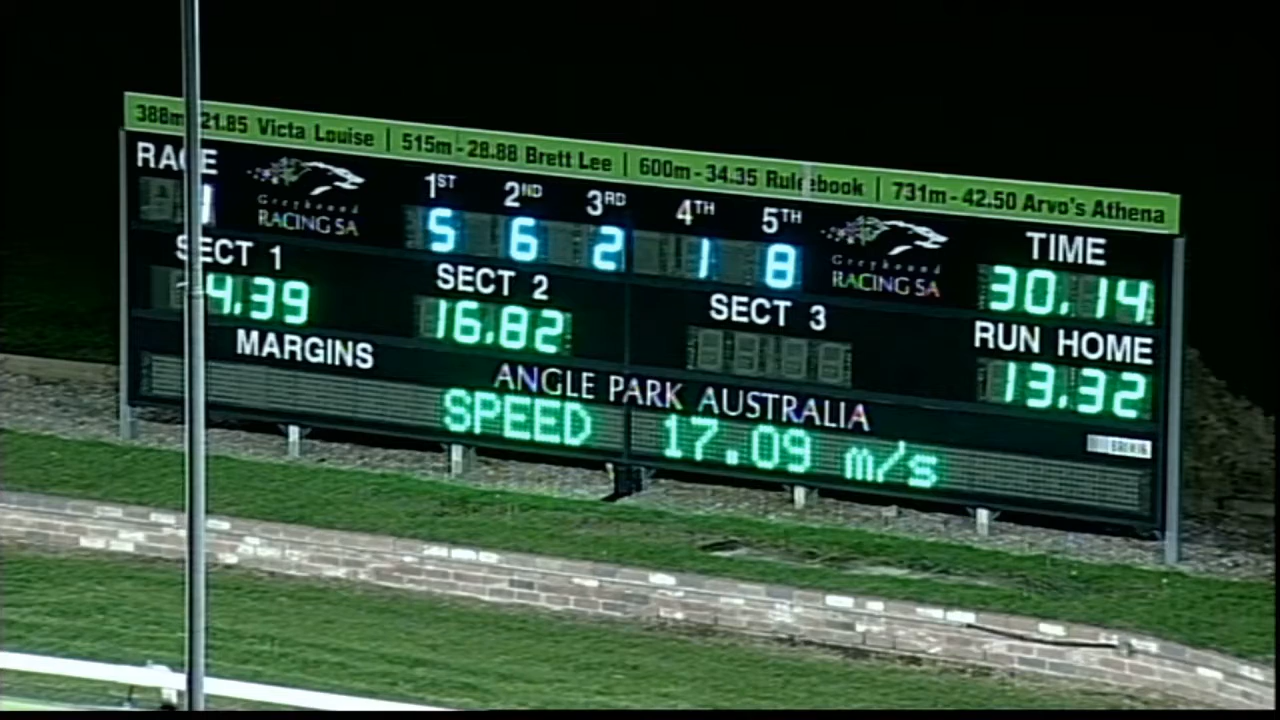 388m-21.85 Victa Louise | 515m-28.88 Brett Lee | 600m-34.35 Rulebook | 731m-42.50 Arvo's Athena
RACE 1ST 2ND 3RD 4TH 5TH TIME
Greyhound RACING SA 5 6 2 1 8 Greyhound RACING SA 30.14
SECT 1 SECT 2 SECT 3 RUN HOME
4.39 16.82 13.32
MARGINS ANGLE PARK AUSTRALIA
SPEED 17.09 m/s